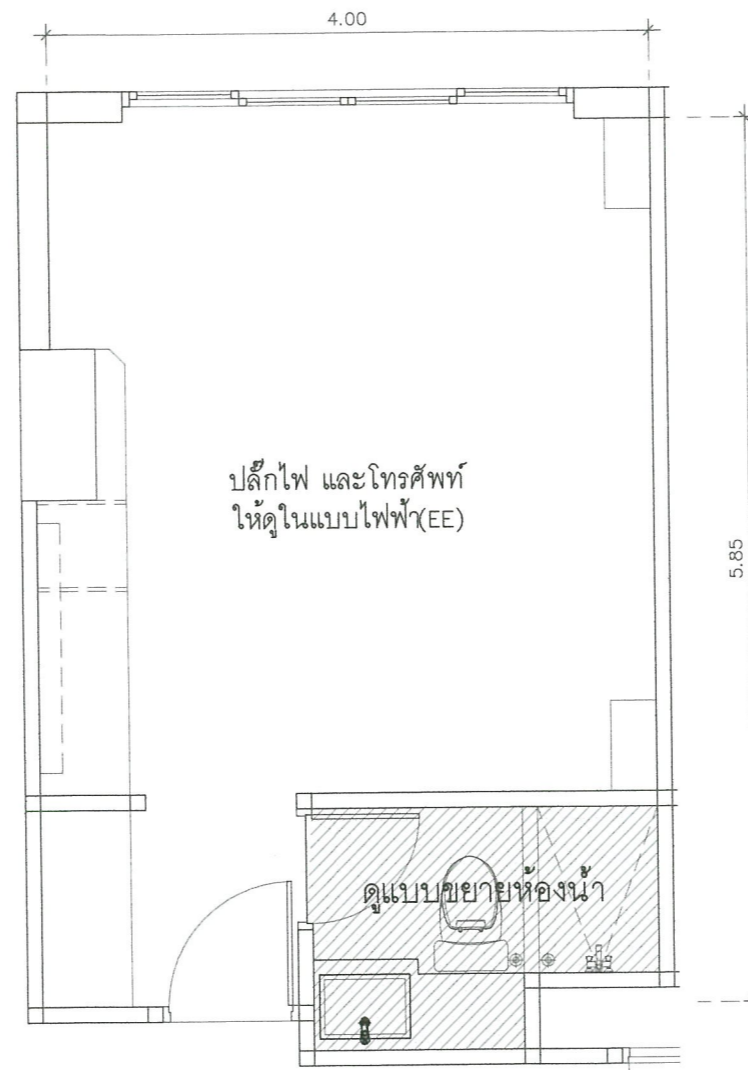 4.00
ปลั๊กไฟ และโทรศัพท์
ให้ดูในแบบไฟฟ้า(EE)
5.85
ดูแบบขยายห้องน้ำ